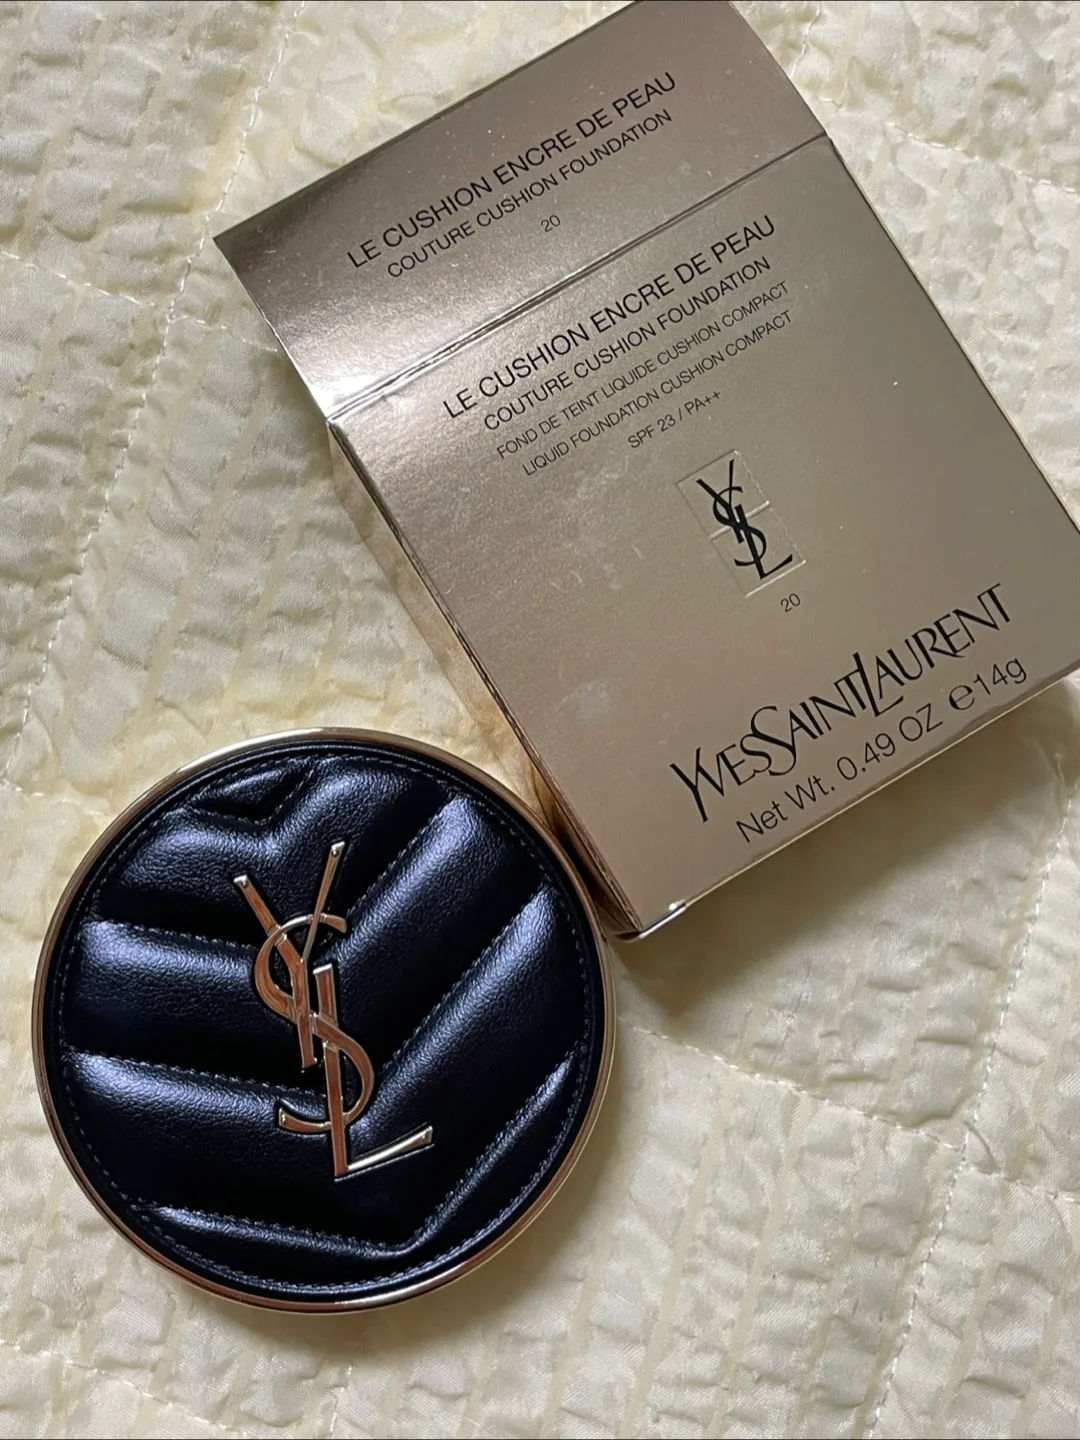 LE CUSHION ENCRE DE PEAU
COUTURE CUSHION FOUNDATION
20
LE CUSHION ENCRE DE PEAU
COUTURE CUSHION FOUNDATION
FOND DE TEINT LIQUIDE CUSHION COMPACT
LIQUID FOUNDATION CUSHION COMPACT
SPF 23 / PA++
YSL
20
YVESSAINTLAURENT
Net Wt. 0.49 OZ ℮14g
YSL